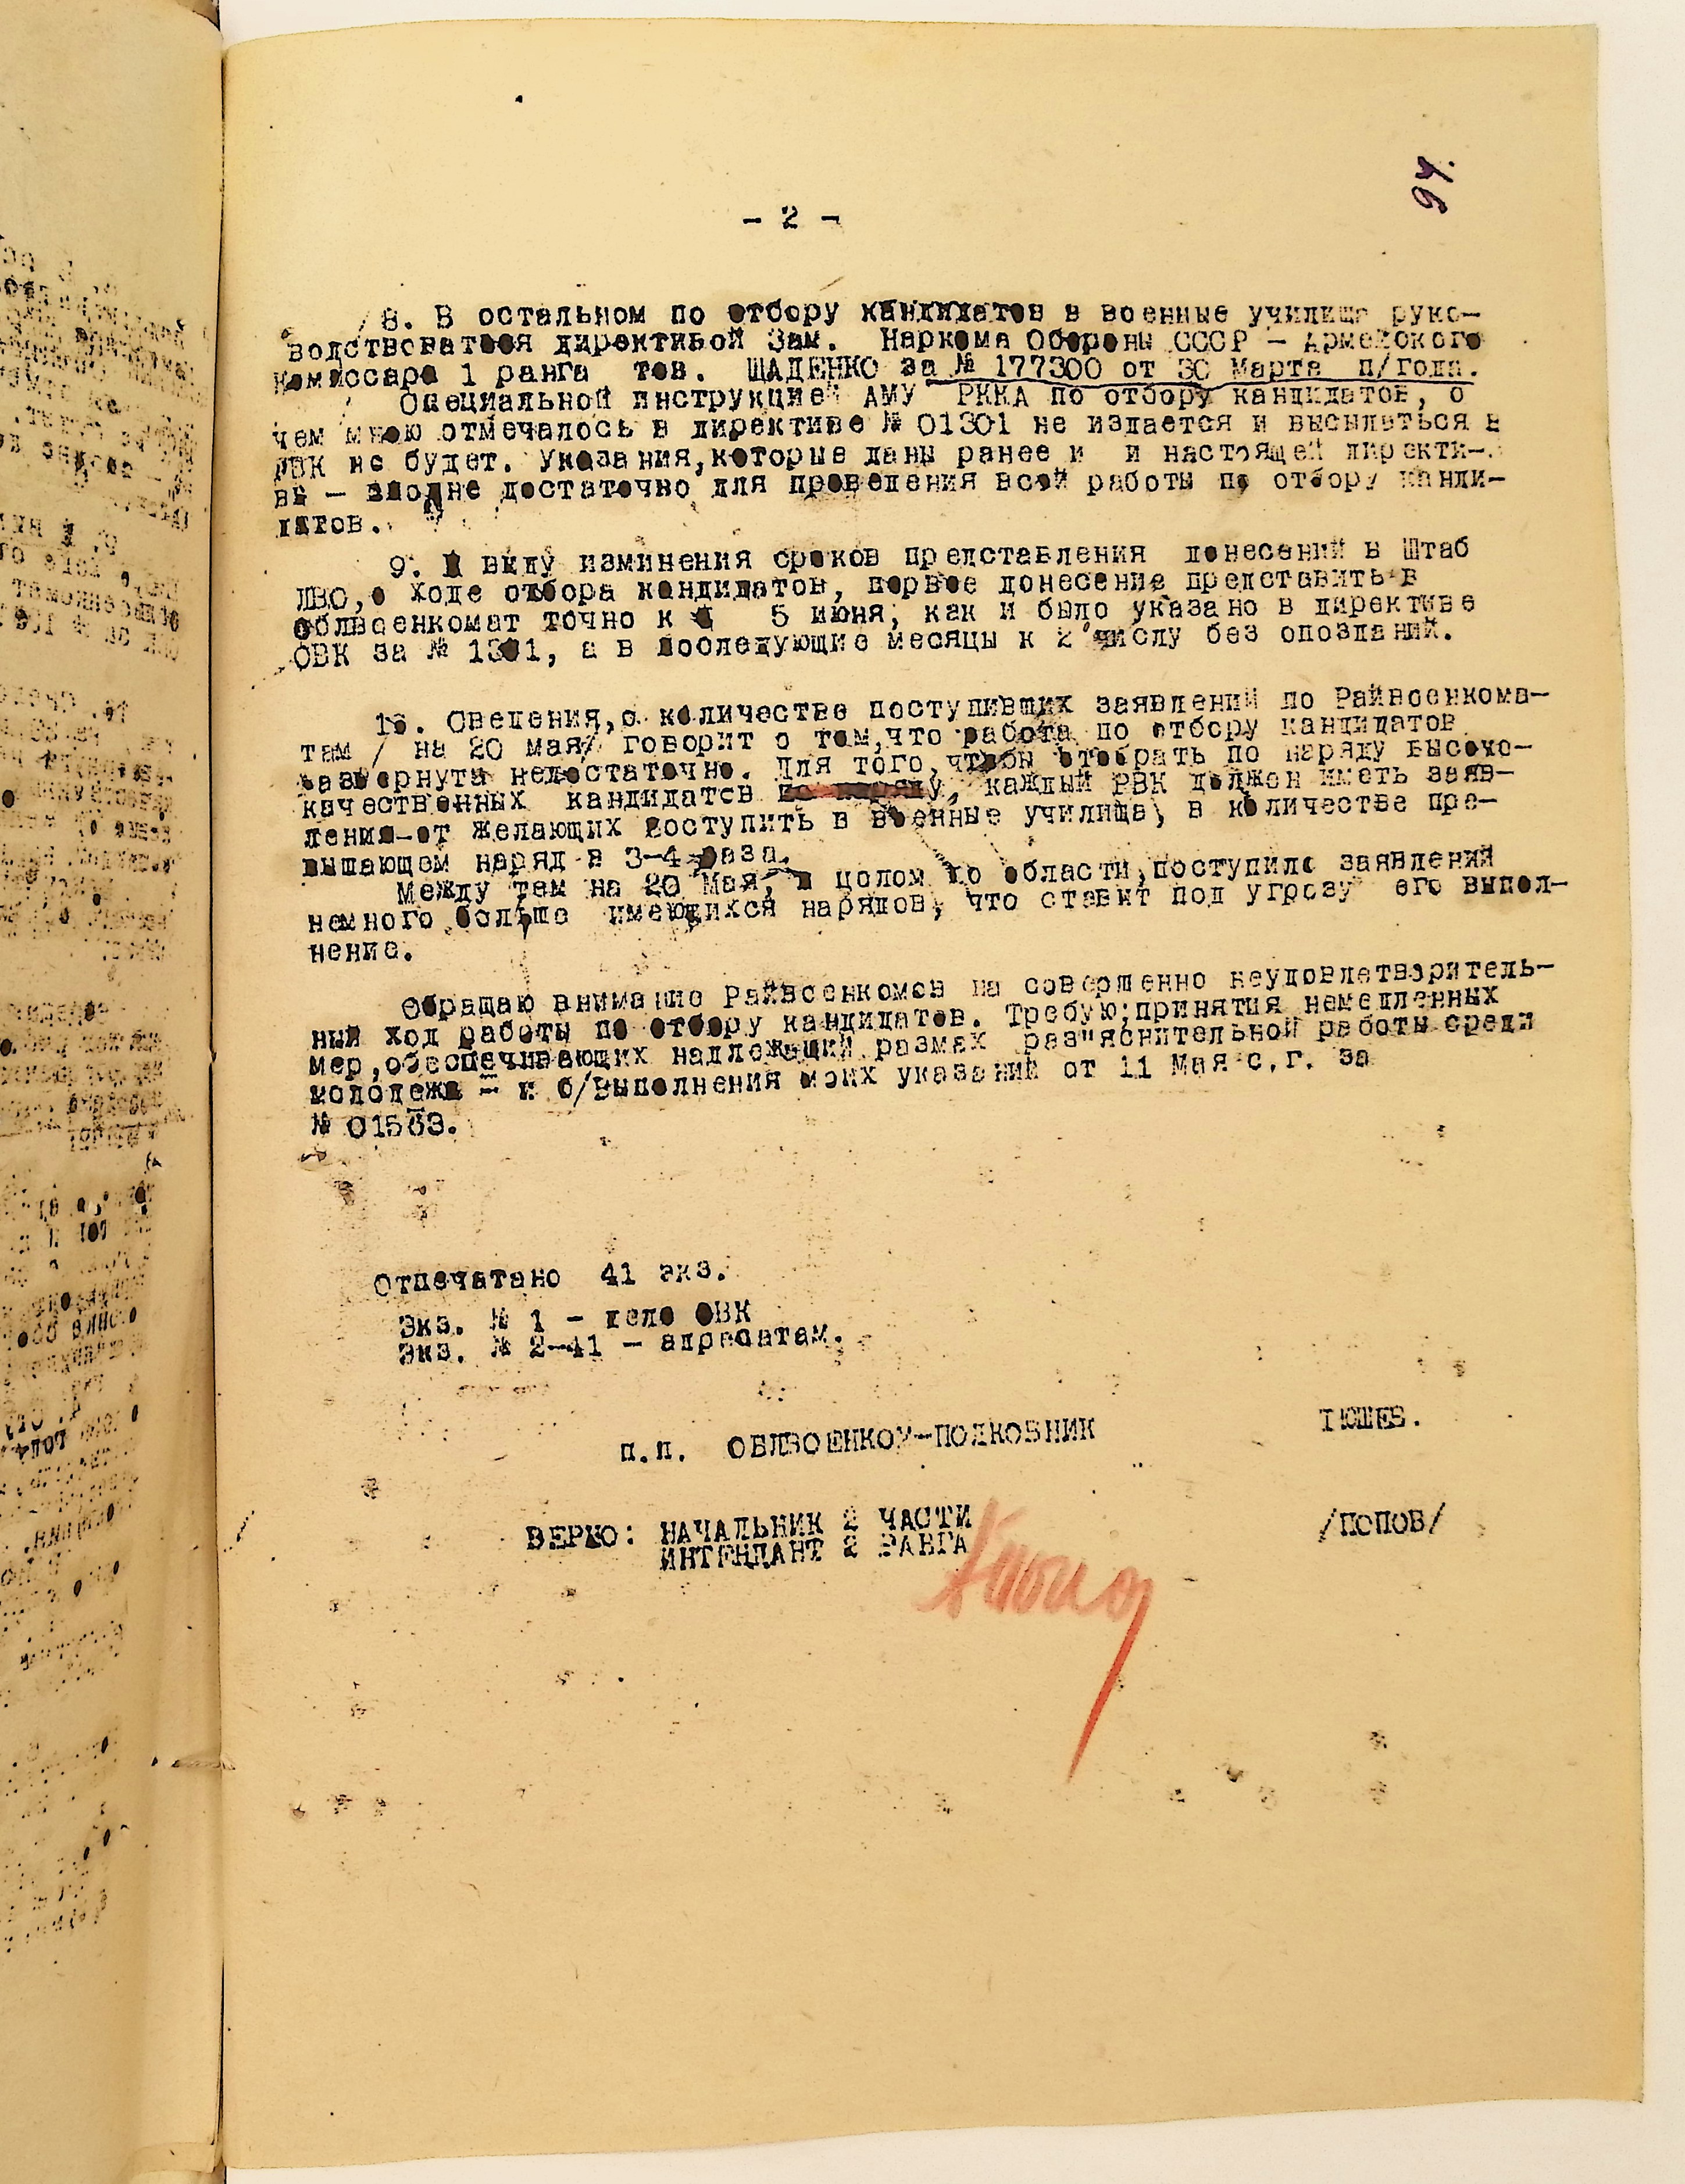 94.
- 2 -
8. В остальном по отбору кандидатов в военные училища руко-
водствоваться директивой Зам. Наркома Обороны СССР - Армейского
Комиссара 1 ранга тов. ЩАДЕНКО за № 177300 от 30 Марта п/года.
Специальной инструкцией АМУ РККА по отбору кандидатов, о
чем мною отмечалось в директиве № 01301 не издается и высылаться в
РВК не будет. Указания,которые даны ранее и и настоящей директи-
ве - вполне достаточно для проведения всей работы по отбору канди-
датов.
9. В виду изминения сроков представления донесений в Штаб
ЛВО,о ходе отбора кандидатов, первое донесение представить в
Облвоенкомат точно к 5 июня, как и было указано в директиве
ОВК за № 1301, а в последующие месяцы к 2 числу без опозданий.
10. Сведения,о количестве поступивших заявлений по Райвоенкома-
там / на 20 мая/ говорит о том,что работа по отбору кандидатов
развернута недостаточно. Для того,чтобы отобрать по наряду высоко-
качественных кандидатов по наряду, каждый РВК должен иметь заяв-
ления-от желающих поступить в военные училища, в количестве пре-
вышающем наряд в 3-4 раза.
Между тем на 20 Мая, в целом по области,поступило заявлений
немного больше имеющихся нарядов, что ставит под угрозу его выпол-
нение.
Обращаю внимание Райвоенкомов на совершенно неудовлетворитель-
ный ход работы по отбору кандидатов. Требую;принятия немедленных
мер,обеспечивающих надлежащий размах раз"яснительной работы среди
молодежи - и б/выполнения моих указаний от 11 Мая с.г. за
№ 01563.
Отпечатано 41 экз.
Экз. № 1 - дело ОВК
Экз. № 2-41 - адресатам.
п.п. ОБЛВОЕНКОМ-ПОЛКОВНИК ТЮШЕВ.
ВЕРНО: НАЧАЛЬНИК 2 ЧАСТИ
ИНТЕНДАНТ 2 РАНГА /ПОПОВ/